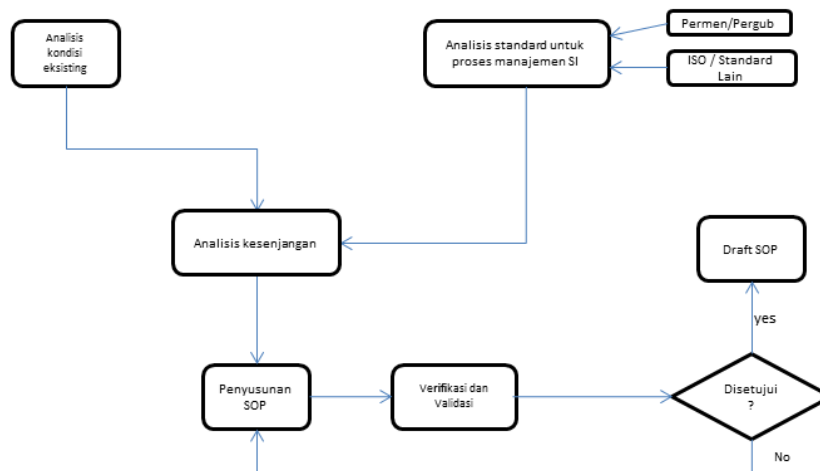 Analisis
kondisi
eksisting
Analisis standard untuk
proses manajemen SI
Permen/Pergub
ISO / Standard
Lain
Analisis kesenjangan
Draft SOP
yes
Penyusunan
SOP
Verifikasi dan
Validasi
Disetujui
?
No